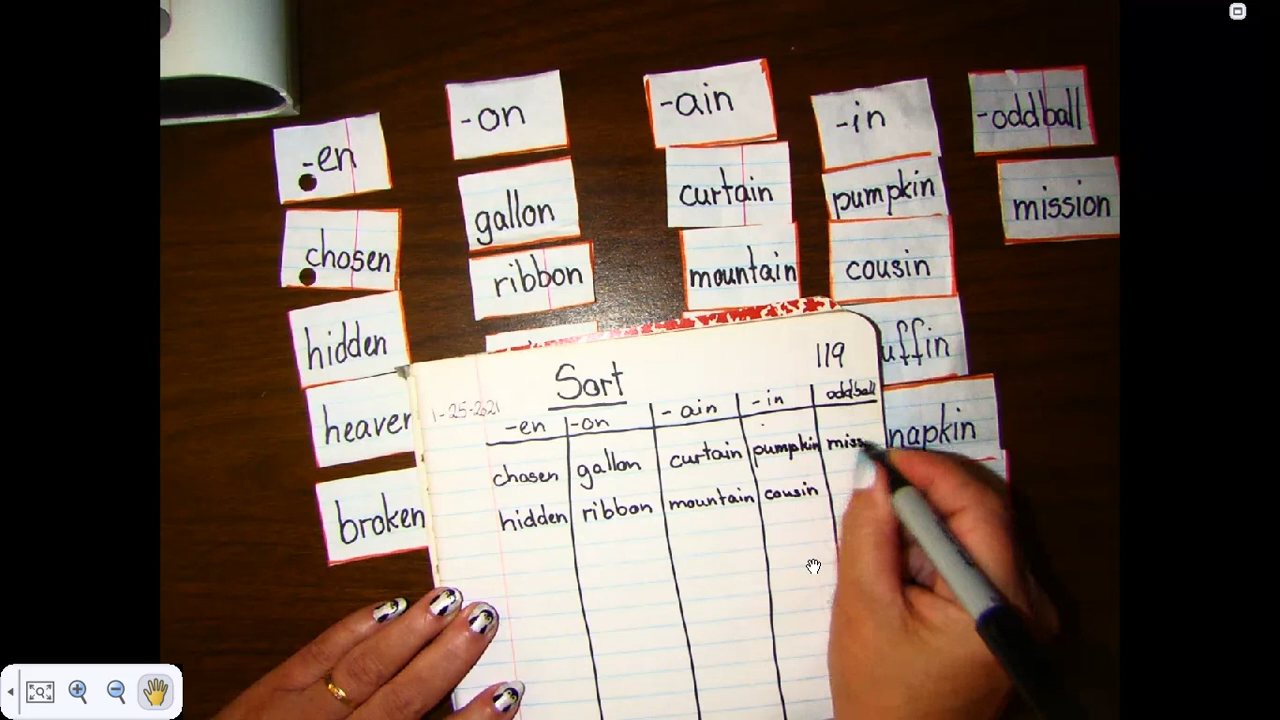 -en
-on
-ain
-in
-oddball
chosen
gallon
curtain
pumpkin
mission
hidden
ribbon
mountain
cousin
heaven
uffin
broken
napkin
119
Sort
1-25-2021
-en -on -ain -in oddball
chosen gallon curtain pumpkin miss
hidden ribbon mountain cousin